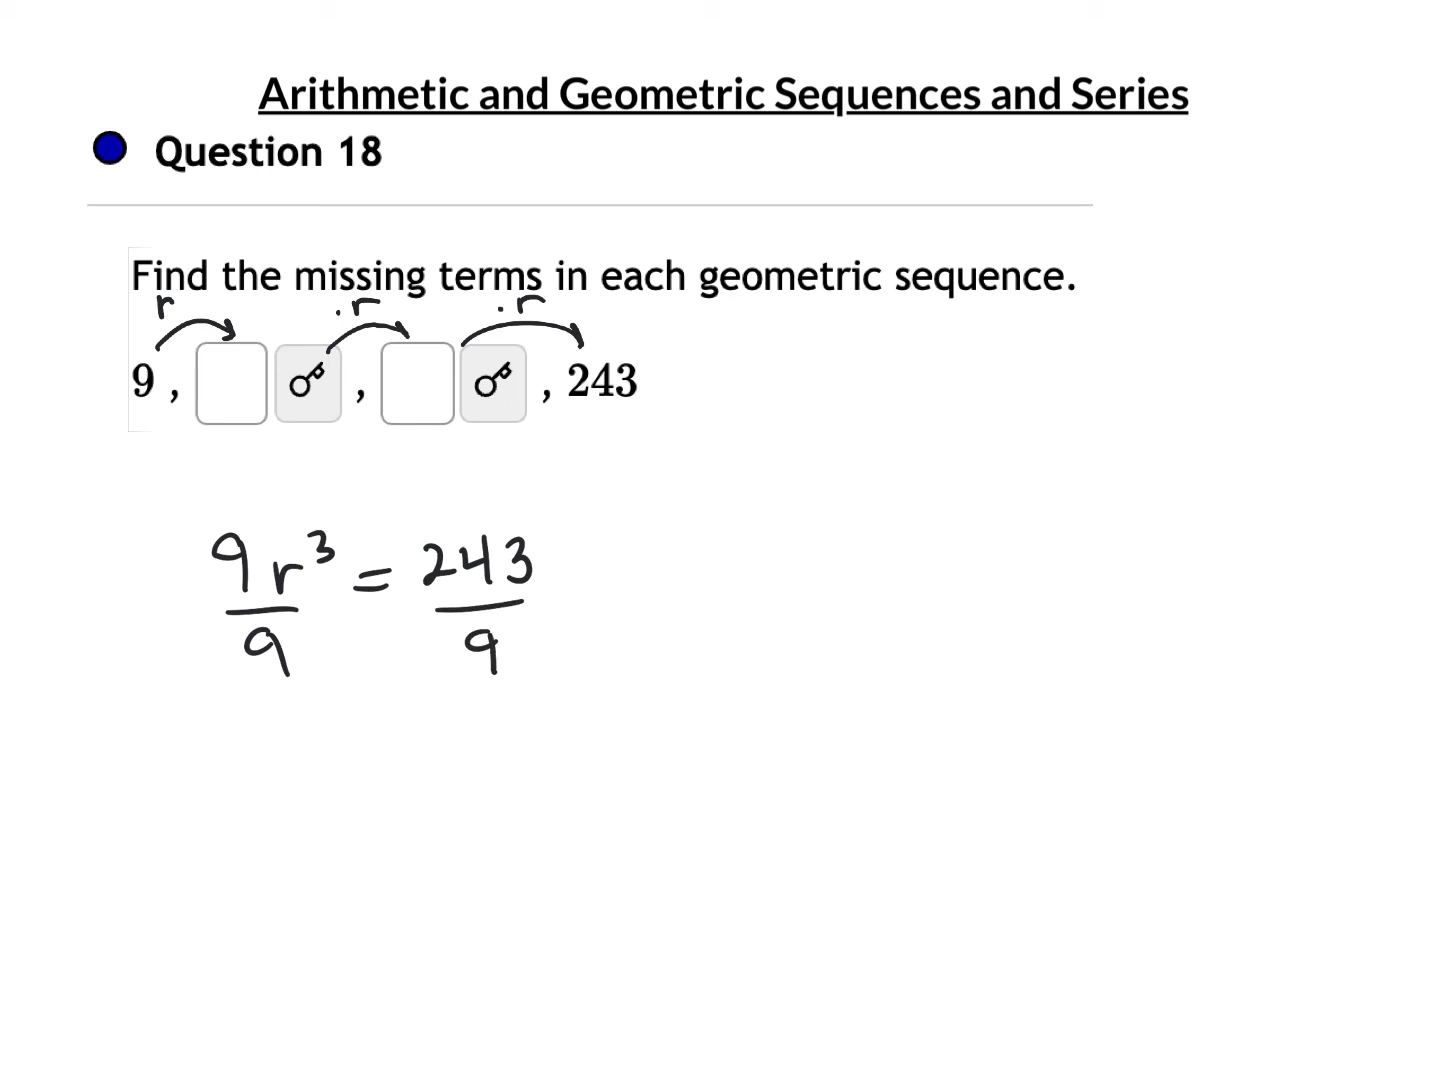 Arithmetic and Geometric Sequences and Series
Question 18
Find the missing terms in each geometric sequence.
r .r .r
9 , , , 243
9r³ = 243
9 9